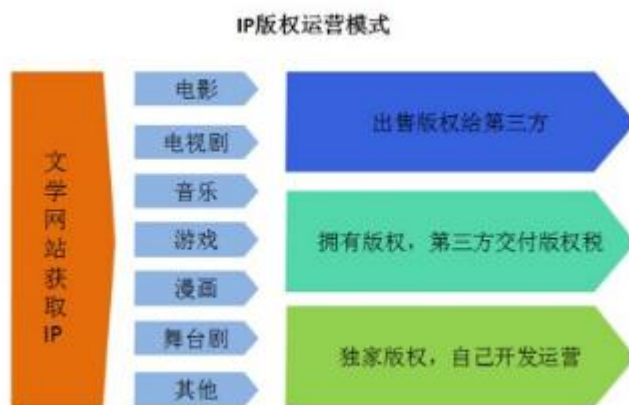 IP版权运营模式
文学网站获取IP
电影
电视剧
音乐
游戏
漫画
舞台剧
其他
出售版权给第三方
拥有版权，第三方交付版权税
独家版权，自己开发运营